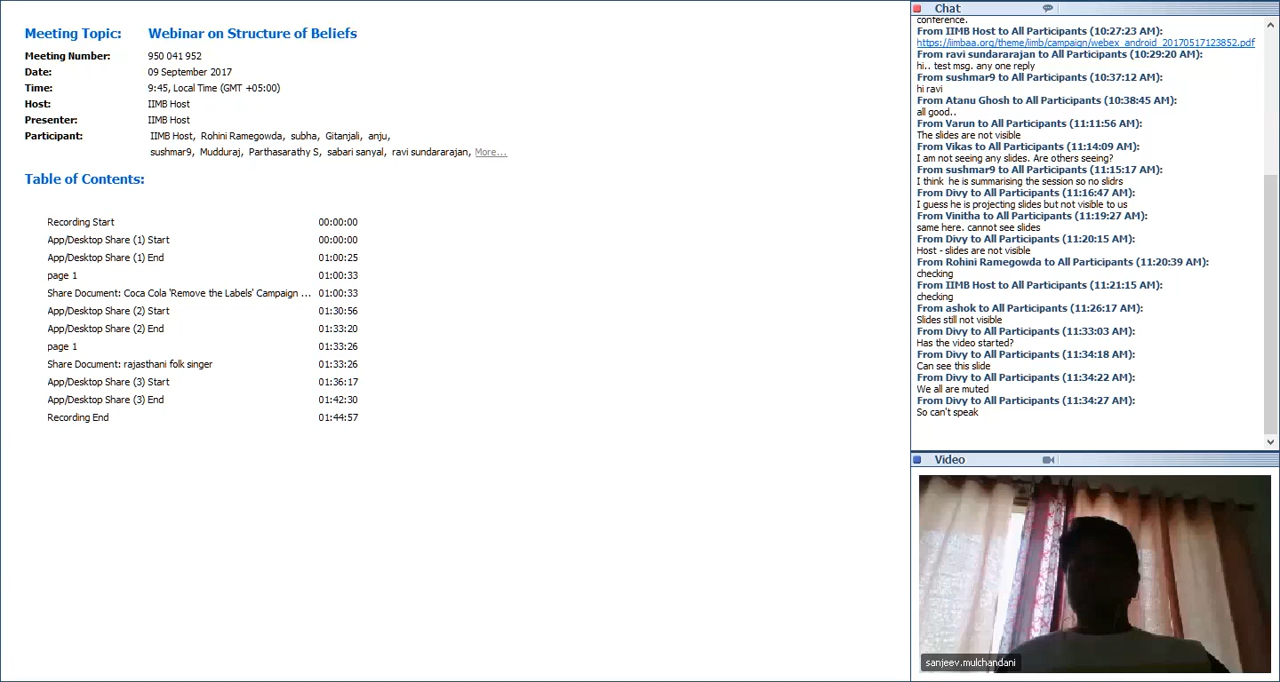 Meeting Topic: Webinar on Structure of Beliefs
Meeting Number: 950 041 952
Date: 09 September 2017
Time: 9:45, Local Time (GMT +05:00)
Host: IIMB Host
Presenter: IIMB Host
Participant: IIMB Host, Rohini Ramegowda, subha, Gitanjali, anju,
sushmar9, Mudduraj, Parthasarathy S, sabari sanyal, ravi sundararajan, More...
Table of Contents:
Recording Start 00:00:00
App/Desktop Share (1) Start 00:00:00
App/Desktop Share (1) End 01:00:25
page 1 01:00:33
Share Document: Coca Cola 'Remove the Labels' Campaign ... 01:00:33
App/Desktop Share (2) Start 01:30:56
App/Desktop Share (2) End 01:33:20
page 1 01:33:26
Share Document: rajasthani folk singer 01:33:26
App/Desktop Share (3) Start 01:36:17
App/Desktop Share (3) End 01:42:30
Recording End 01:44:57
Chat
conference.
From IIMB Host to All Participants (10:27:23 AM):
https://iimbaa.org/theme/iimb/campaign/webex_android_20170517123852.pdf
From ravi sundararajan to All Participants (10:29:20 AM):
hi.. test msg. any one reply
From sushmar9 to All Participants (10:37:12 AM):
hi ravi
From Atanu Ghosh to All Participants (10:38:45 AM):
all good..
From Varun to All Participants (11:11:56 AM):
The slides are not visible
From Vikas to All Participants (11:14:09 AM):
I am not seeing any slides. Are others seeing?
From sushmar9 to All Participants (11:15:17 AM):
I think he is summarising the session so no slidrs
From Divy to All Participants (11:16:47 AM):
I guess he is projecting slides but not visible to us
From Vinitha to All Participants (11:19:27 AM):
same here. cannot see slides
From Divy to All Participants (11:20:15 AM):
Host - slides are not visible
From Rohini Ramegowda to All Participants (11:20:39 AM):
checking
From IIMB Host to All Participants (11:21:15 AM):
checking
From ashok to All Participants (11:26:17 AM):
Slides still not visible
From Divy to All Participants (11:33:03 AM):
Has the video started?
From Divy to All Participants (11:34:18 AM):
Can see this slide
From Divy to All Participants (11:34:22 AM):
We all are muted
From Divy to All Participants (11:34:27 AM):
So can't speak
Video
sanjeev.mulchandani